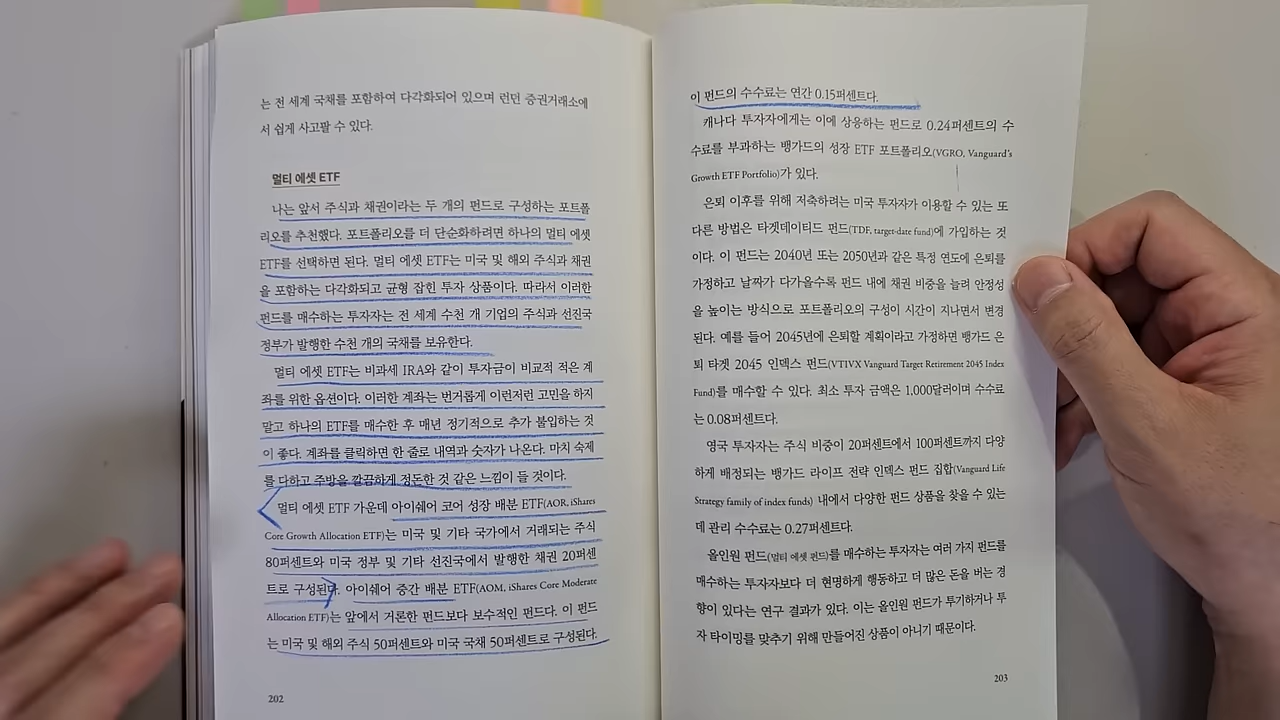 는 전 세계 국채를 포함하여 다각화되어 있으며 런던 증권거래소에
서 쉽게 사고팔 수 있다.
멀티 에셋 ETF
나는 앞서 주식과 채권이라는 두 개의 펀드로 구성하는 포트폴
리오를 추천했다. 포트폴리오를 더 단순화하려면 하나의 멀티 에셋
ETF를 선택하면 된다. 멀티 에셋 ETF는 미국 및 해외 주식과 채권
을 포함하는 다각화되고 균형 잡힌 투자 상품이다. 따라서 이러한
펀드를 매수하는 투자자는 전 세계 수천 개 기업의 주식과 선진국
정부가 발행한 수천 개의 국채를 보유한다.
멀티 에셋 ETF는 비과세 IRA와 같이 투자금이 비교적 적은 계
좌를 위한 옵션이다. 이러한 계좌는 번거롭게 이런저런 고민을 하지
말고 하나의 ETF를 매수한 후 매년 정기적으로 추가 불입하는 것
이 좋다. 계좌를 클릭하면 한 줄로 내역과 숫자가 나온다. 마치 숙제
를 다하고 주방을 깔끔하게 정돈한 것 같은 느낌이 들 것이다.
멀티 에셋 ETF 가운데 아이쉐어 코어 성장 배분 ETF(AOR, iShares
Core Growth Allocation ETF)는 미국 및 기타 국가에서 거래되는 주식
80퍼센트와 미국 정부 및 기타 선진국에서 발행한 채권 20퍼센
트로 구성된다. 아이쉐어 중간 배분 ETF(AOM, iShares Core Moderate
Allocation ETF)는 앞에서 거론한 펀드보다 보수적인 펀드다. 이 펀드
는 미국 및 해외 주식 50퍼센트와 미국 국채 50퍼센트로 구성된다.
202
이 펀드의 수수료는 연간 0.15퍼센트다.
캐나다 투자자에게는 이에 상응하는 펀드로 0.24퍼센트의 수
수료를 부과하는 뱅가드의 성장 ETF 포트폴리오(VGRO, Vanguard's
Growth ETF Portfolio)가 있다.
은퇴 이후를 위해 저축하려는 미국 투자자가 이용할 수 있는 또
다른 방법은 타겟데이티드 펀드(TDF, target-date fund)에 가입하는 것
이다. 이 펀드는 2040년 또는 2050년과 같은 특정 연도에 은퇴를
가정하고 날짜가 다가올수록 펀드 내에 채권 비중을 늘려 안정성
을 높이는 방식으로 포트폴리오의 구성이 시간이 지나면서 변경
된다. 예를 들어 2045년에 은퇴할 계획이라고 가정하면 뱅가드 은
퇴 타겟 2045 인덱스 펀드(VTIVX Vanguard Target Retirement 2045 Index
Fund)를 매수할 수 있다. 최소 투자 금액은 1,000달러이며 수수료
는 0.08퍼센트다.
영국 투자자는 주식 비중이 20퍼센트에서 100퍼센트까지 다양
하게 배정되는 뱅가드 라이프 전략 인덱스 펀드 집합(Vanguard Life
Strategy family of index funds) 내에서 다양한 펀드 상품을 찾을 수 있는
데 관리 수수료는 0.27퍼센트다.
올인원 펀드(멀티 에셋 펀드)를 매수하는 투자자는 여러 가지 펀드를
매수하는 투자자보다 더 현명하게 행동하고 더 많은 돈을 버는 경
향이 있다는 연구 결과가 있다. 이는 올인원 펀드가 투기하거나 투
자 타이밍을 맞추기 위해 만들어진 상품이 아니기 때문이다.
203